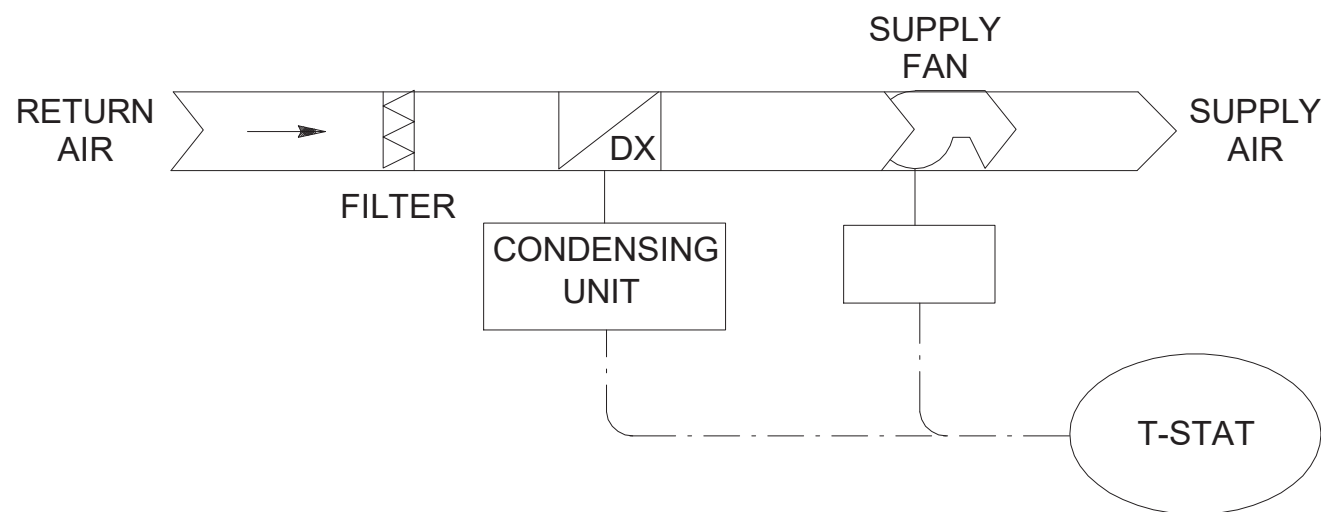 SUPPLY
FAN
RETURN
AIR
SUPPLY
AIR
DX
FILTER
CONDENSING
UNIT
T-STAT